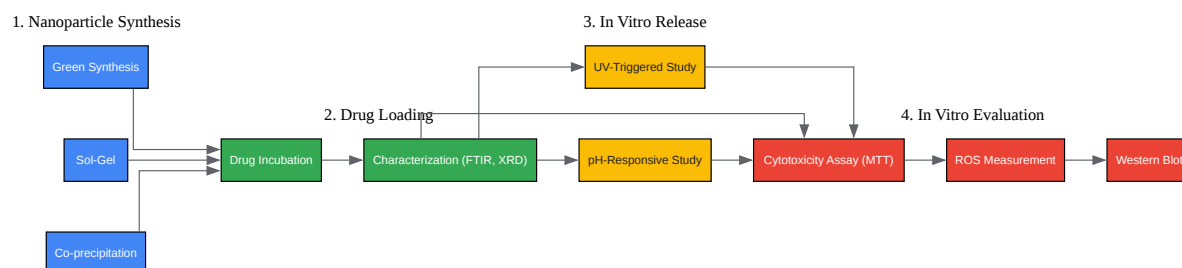 1. Nanoparticle Synthesis
3. In Vitro Release
Green Synthesis
UV-Triggered Study
2. Drug Loading
4. In Vitro Evaluation
Sol-Gel
Drug Incubation
Characterization (FTIR, XRD)
pH-Responsive Study
Cytotoxicity Assay (MTT)
ROS Measurement
Western Blot
Co-precipitation